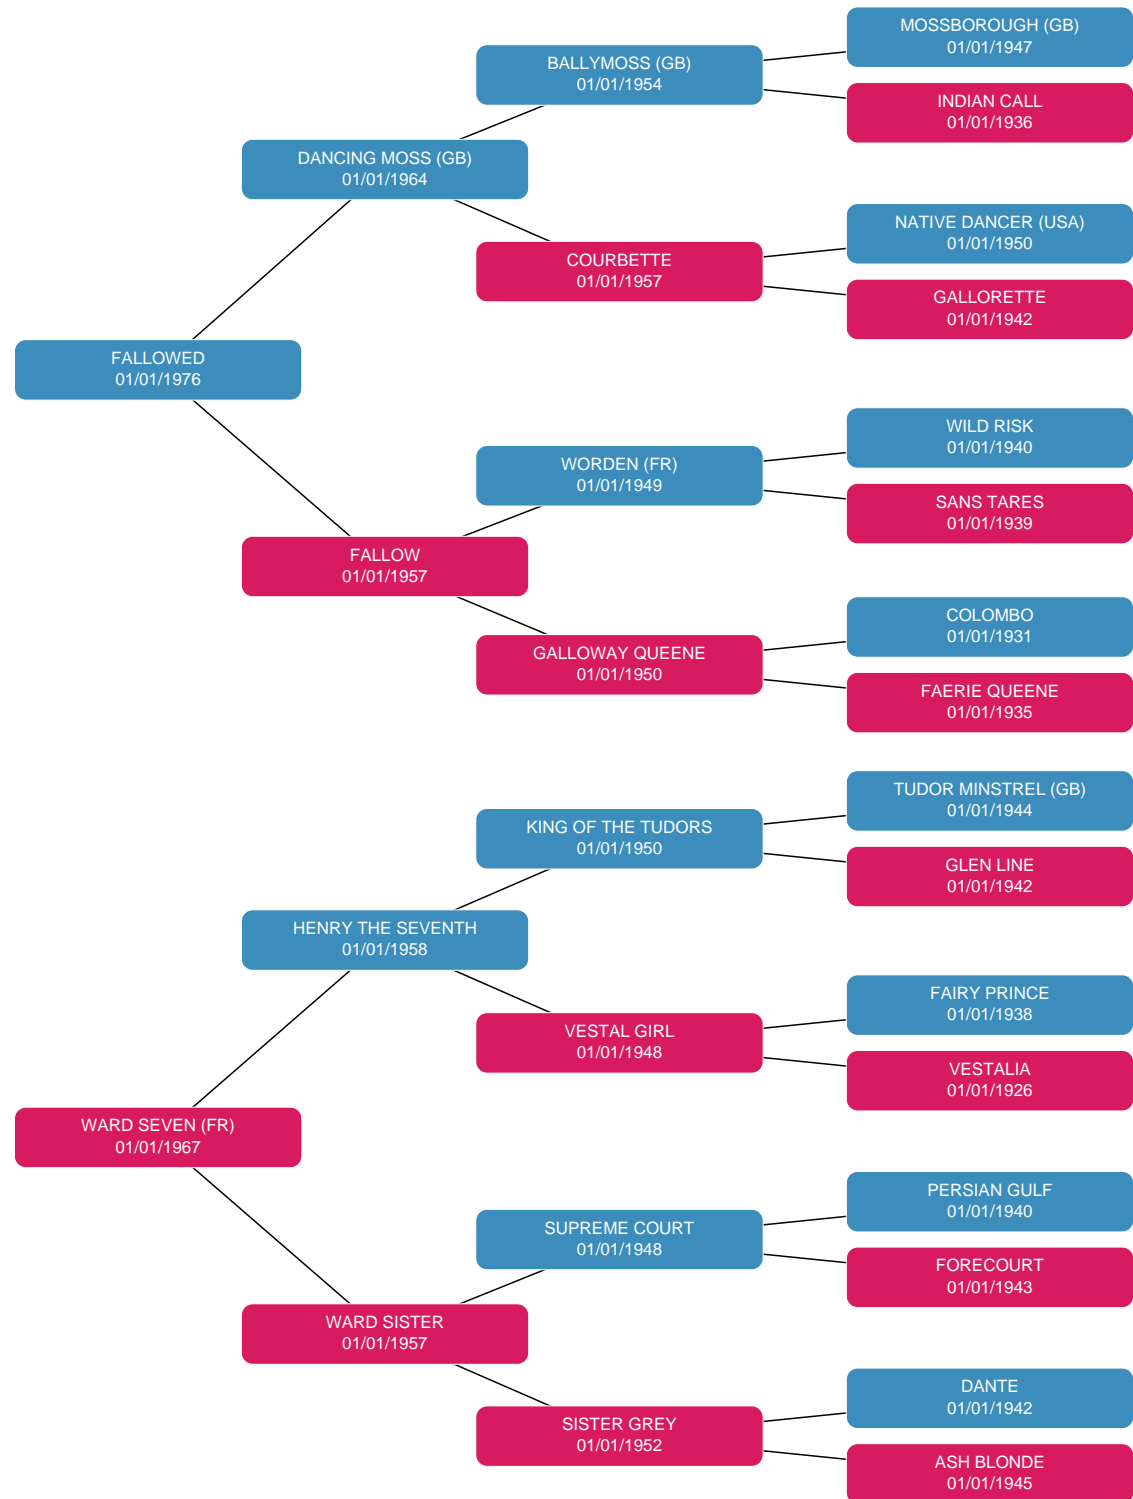 MOSSBOROUGH (GB)
01/01/1947
BALLYMOSS (GB)
01/01/1954
INDIAN CALL
01/01/1936
DANCING MOSS (GB)
01/01/1964
NATIVE DANCER (USA)
01/01/1950
COURBETTE
01/01/1957
GALLORETTE
01/01/1942
FALLOWED
01/01/1976
WILD RISK
01/01/1940
WORDEN (FR)
01/01/1949
SANS TARES
01/01/1939
FALLOW
01/01/1957
COLOMBO
01/01/1931
GALLOWAY QUEENE
01/01/1950
FAERIE QUEENE
01/01/1935
TUDOR MINSTREL (GB)
01/01/1944
KING OF THE TUDORS
01/01/1950
GLEN LINE
01/01/1942
HENRY THE SEVENTH
01/01/1958
FAIRY PRINCE
01/01/1938
VESTAL GIRL
01/01/1948
VESTALIA
01/01/1926
WARD SEVEN (FR)
01/01/1967
PERSIAN GULF
01/01/1940
SUPREME COURT
01/01/1948
FORECOURT
01/01/1943
WARD SISTER
01/01/1957
DANTE
01/01/1942
SISTER GREY
01/01/1952
ASH BLONDE
01/01/1945